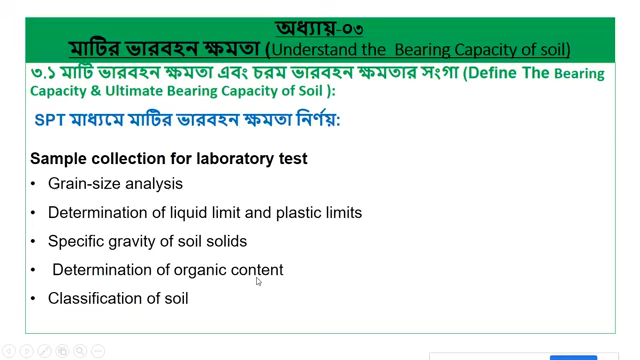 অধ্যায়-০৩
মাটির ভারবহন ক্ষমতা (Understand the Bearing Capacity of soil)
৩.১ মাটি ভারবহন ক্ষমতা এবং চরম ভারবহন ক্ষমতার সংগা (Define The Bearing
Capacity & Ultimate Bearing Capacity of Soil ):
SPT মাধ্যমে মাটির ভারবহন ক্ষমতা নির্ণয়:
Sample collection for laboratory test
• Grain-size analysis
• Determination of liquid limit and plastic limits
• Specific gravity of soil solids
• Determination of organic content
• Classification of soil